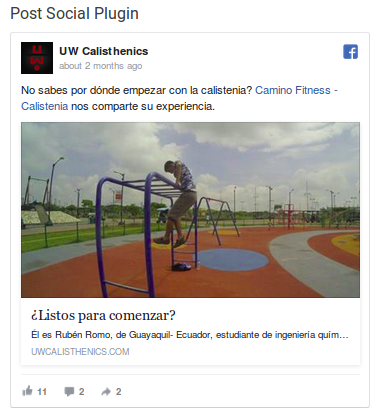 Post Social Plugin
UW Calisthenics
about 2 months ago
No sabes por dónde empezar con la calistenia? Camino Fitness -
Calistenia nos comparte su experiencia.
¿Listos para comenzar?
Él es Rubén Romo, de Guayaquil- Ecuador, estudiante de ingeniería quím…
UWCALISTHENICS.COM
11 2 2